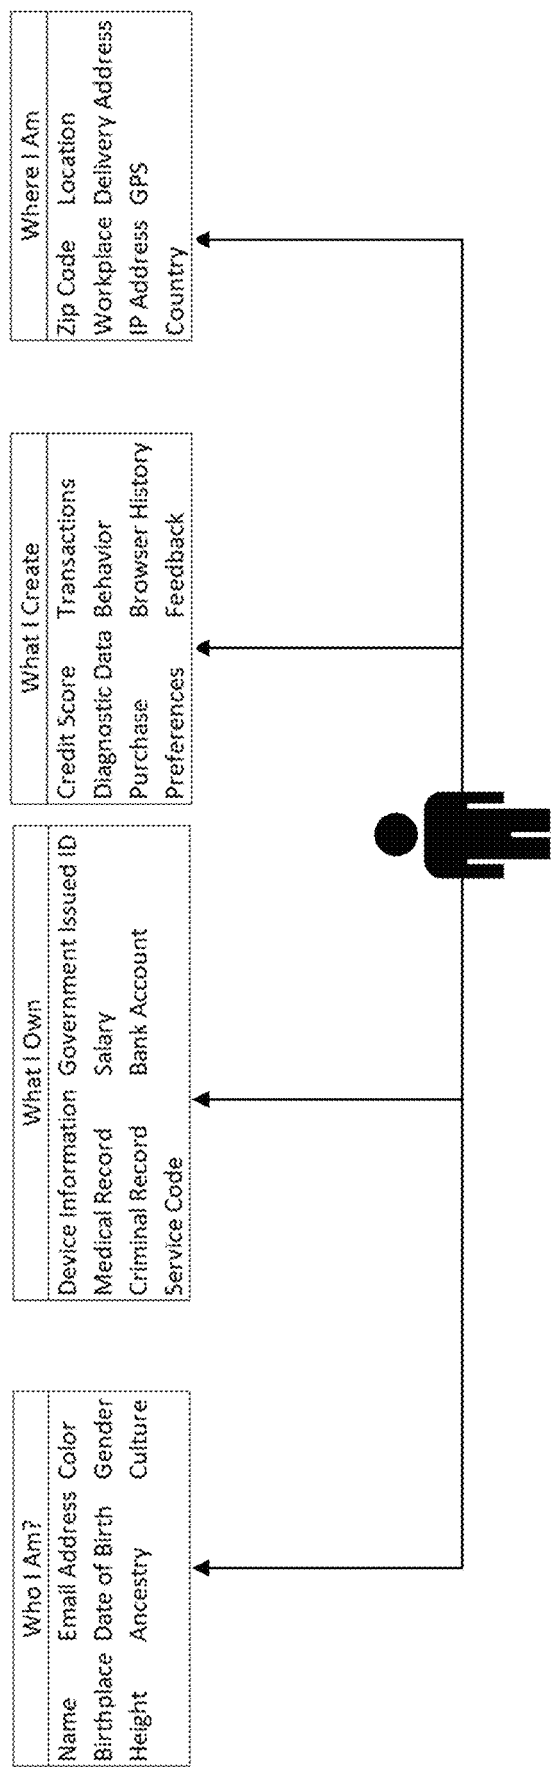 Who I Am?
Name Email Address Color
Birthplace Date of Birth Gender
Height Ancestry Culture
What I Own
Device Information Government Issued ID
Medical Record Salary
Criminal Record Bank Account
Service Code
What I Create
Credit Score Transactions
Diagnostic Data Behavior
Purchase Browser History
Preferences Feedback
Where I Am
Zip Code Location
Workplace Delivery Address
IP Address GPS
Country